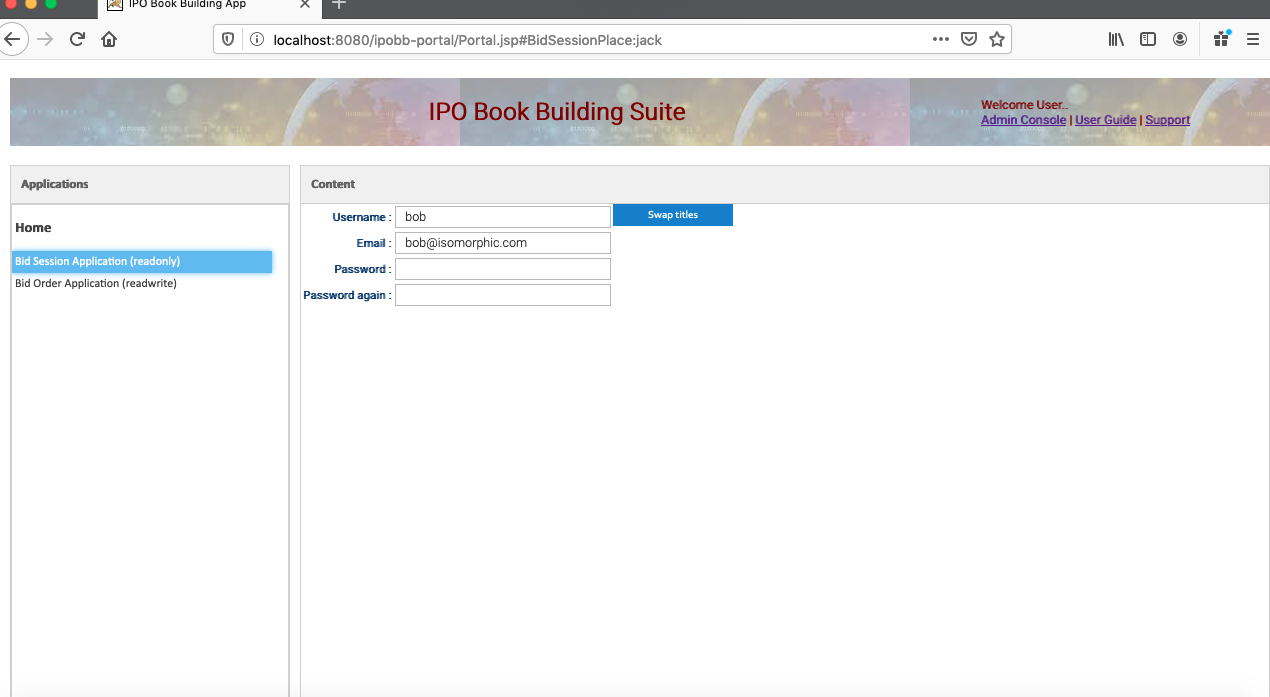 IPO Book Building App
localhost:8080/ipobb-portal/Portal.jsp#BidSessionPlace:jack
IPO Book Building Suite
Welcome User..
Admin Console | User Guide | Support
Applications
Content
Home
Bid Session Application (readonly)
Bid Order Application (readwrite)
Username : bob
Swap titles
Email : bob@isomorphic.com
Password :
Password again :